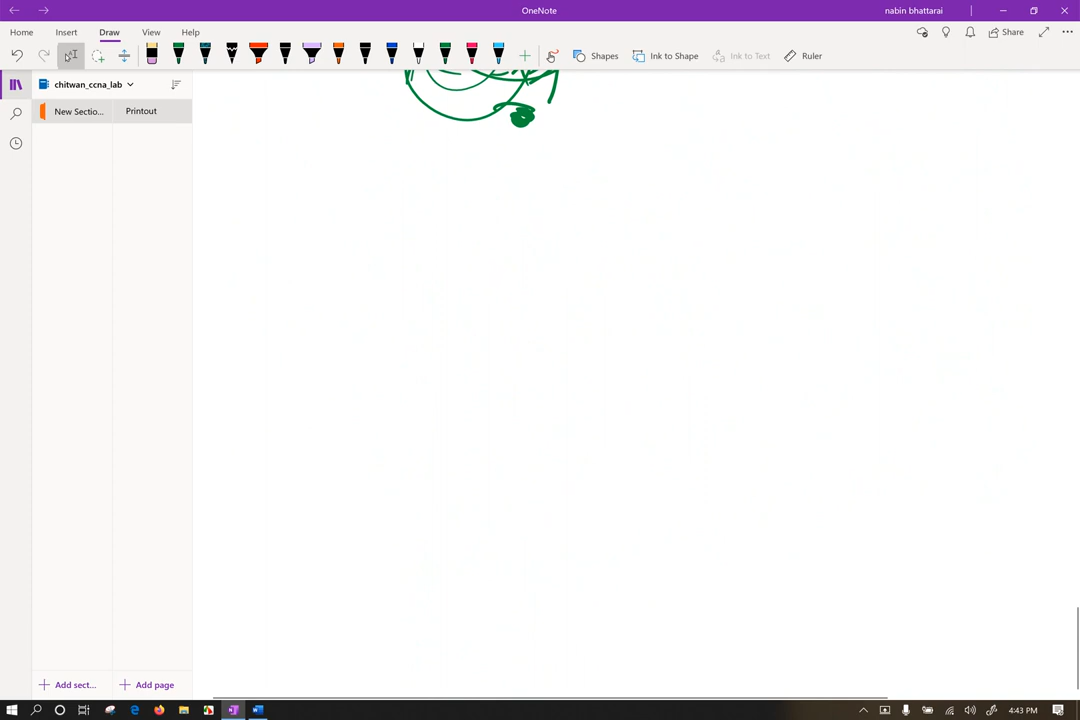 OneNote
nabin bhattarai
Home Insert Draw View Help
Share
Shapes Ink to Shape Ink to Text Ruler
chitwan_ccna_lab
New Sectio... Printout
Add sect... Add page
4:43 PM